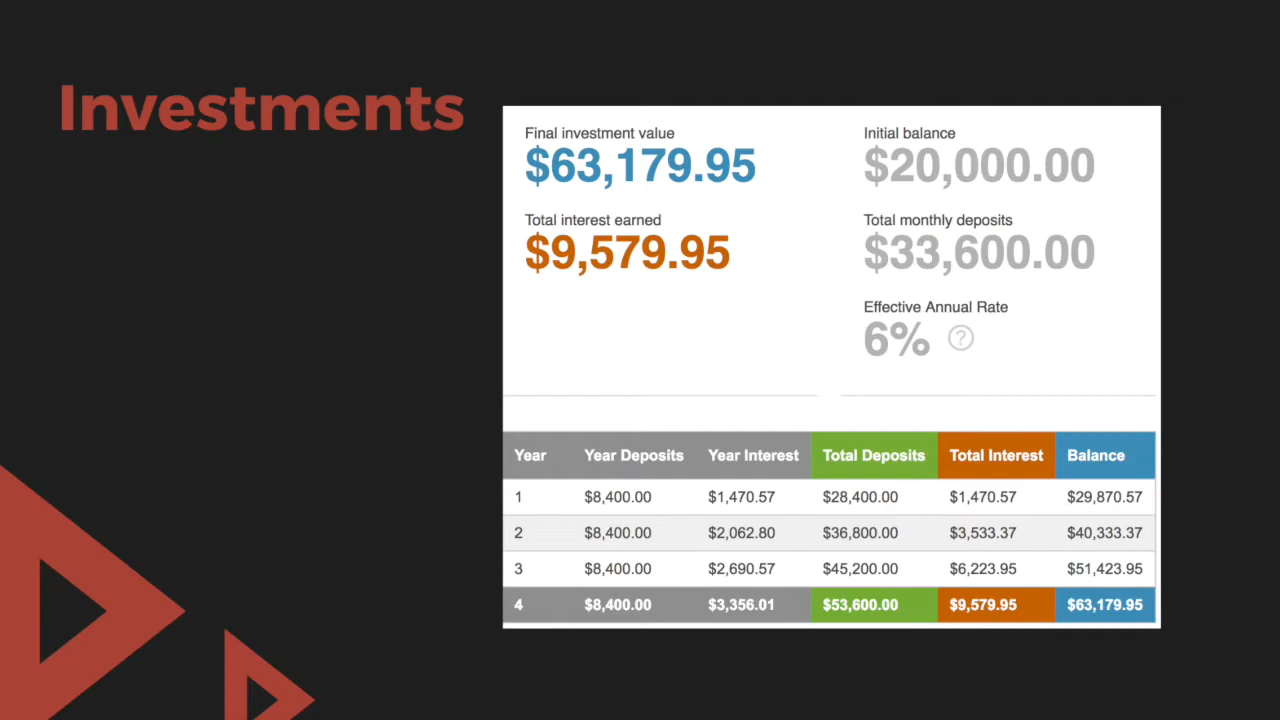 Investments
Final investment value
$63,179.95
Total interest earned
$9,579.95
Initial balance
$20,000.00
Total monthly deposits
$33,600.00
Effective Annual Rate
6% ?
Year Year Deposits Year Interest Total Deposits Total Interest Balance
1 $8,400.00 $1,470.57 $28,400.00 $1,470.57 $29,870.57
2 $8,400.00 $2,062.80 $36,800.00 $3,533.37 $40,333.37
3 $8,400.00 $2,690.57 $45,200.00 $6,223.95 $51,423.95
4 $8,400.00 $3,356.01 $53,600.00 $9,579.95 $63,179.95